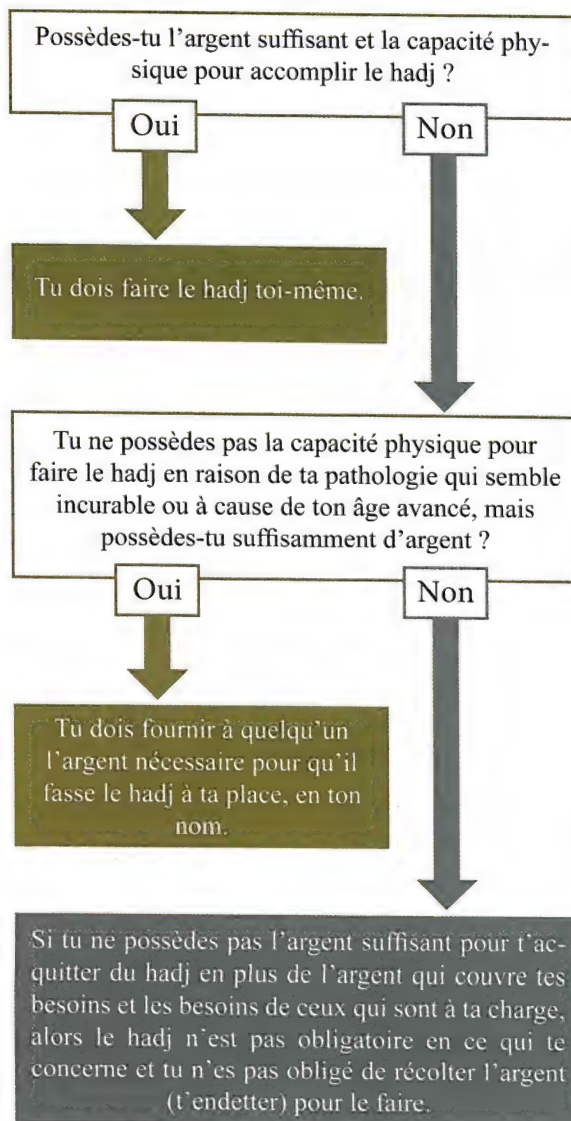 Possèdes-tu l'argent suffisant et la capacité phy-
sique pour accomplir le hadj ?
Oui
Non
Tu dois faire le hadj toi-même.
Tu ne possèdes pas la capacité physique pour
faire le hadj en raison de ta pathologie qui semble
incurable ou à cause de ton âge avancé, mais
possèdes-tu suffisamment d'argent ?
Oui
Non
Tu dois fournir à quelqu'un
l'argent nécessaire pour qu'il
fasse le hadj à ta place, en ton
nom.
Si tu ne possèdes pas l'argent suffisant pour t'ac-
quitter du hadj en plus de l'argent qui couvre tes
besoins et les besoins de ceux qui sont à ta charge,
alors le hadj n'est pas obligatoire en ce qui te
concerne et tu n'es pas obligé de récolter l'argent
(t'endetter) pour le faire.